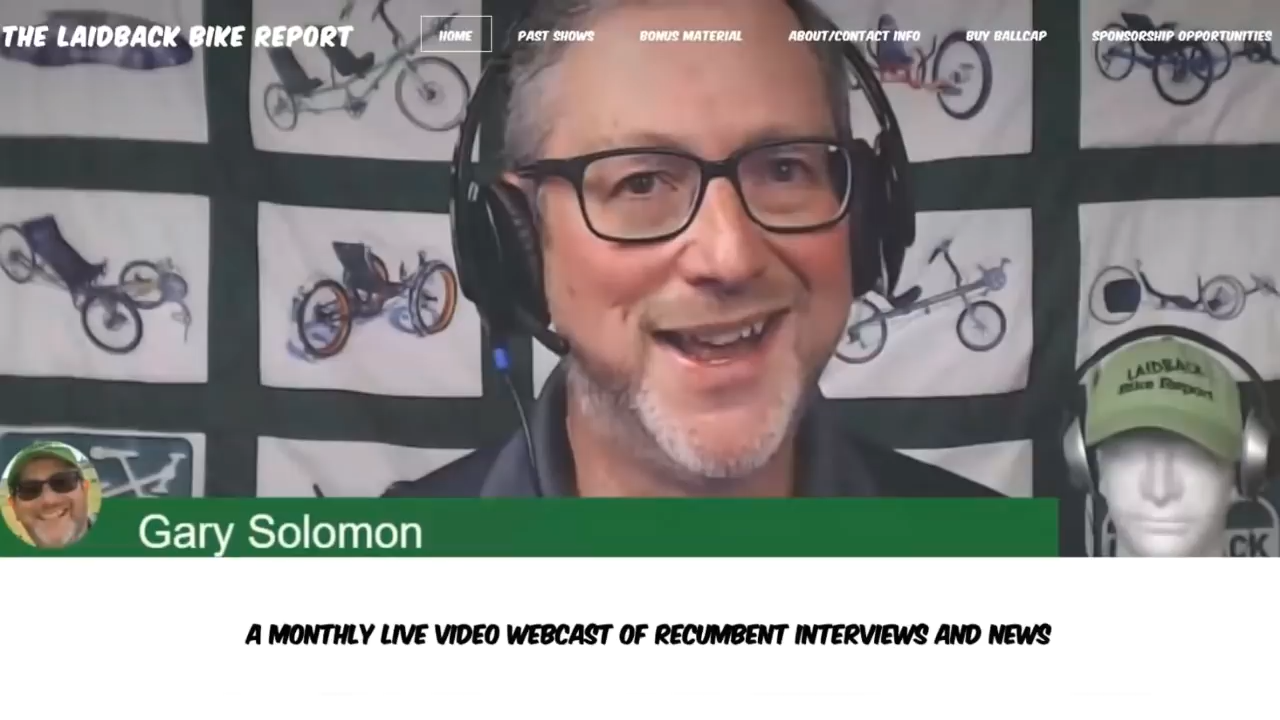 THE LAIDBACK BIKE REPORT
HOME
PAST SHOWS
BONUS MATERIAL
ABOUT/CONTACT INFO
BUY BALLCAP
SPONSORSHIP OPPORTUNITIES
LAIDBACK
Bike Report
Gary Solomon
CK
A MONTHLY LIVE VIDEO WEBCAST OF RECUMBENT INTERVIEWS AND NEWS